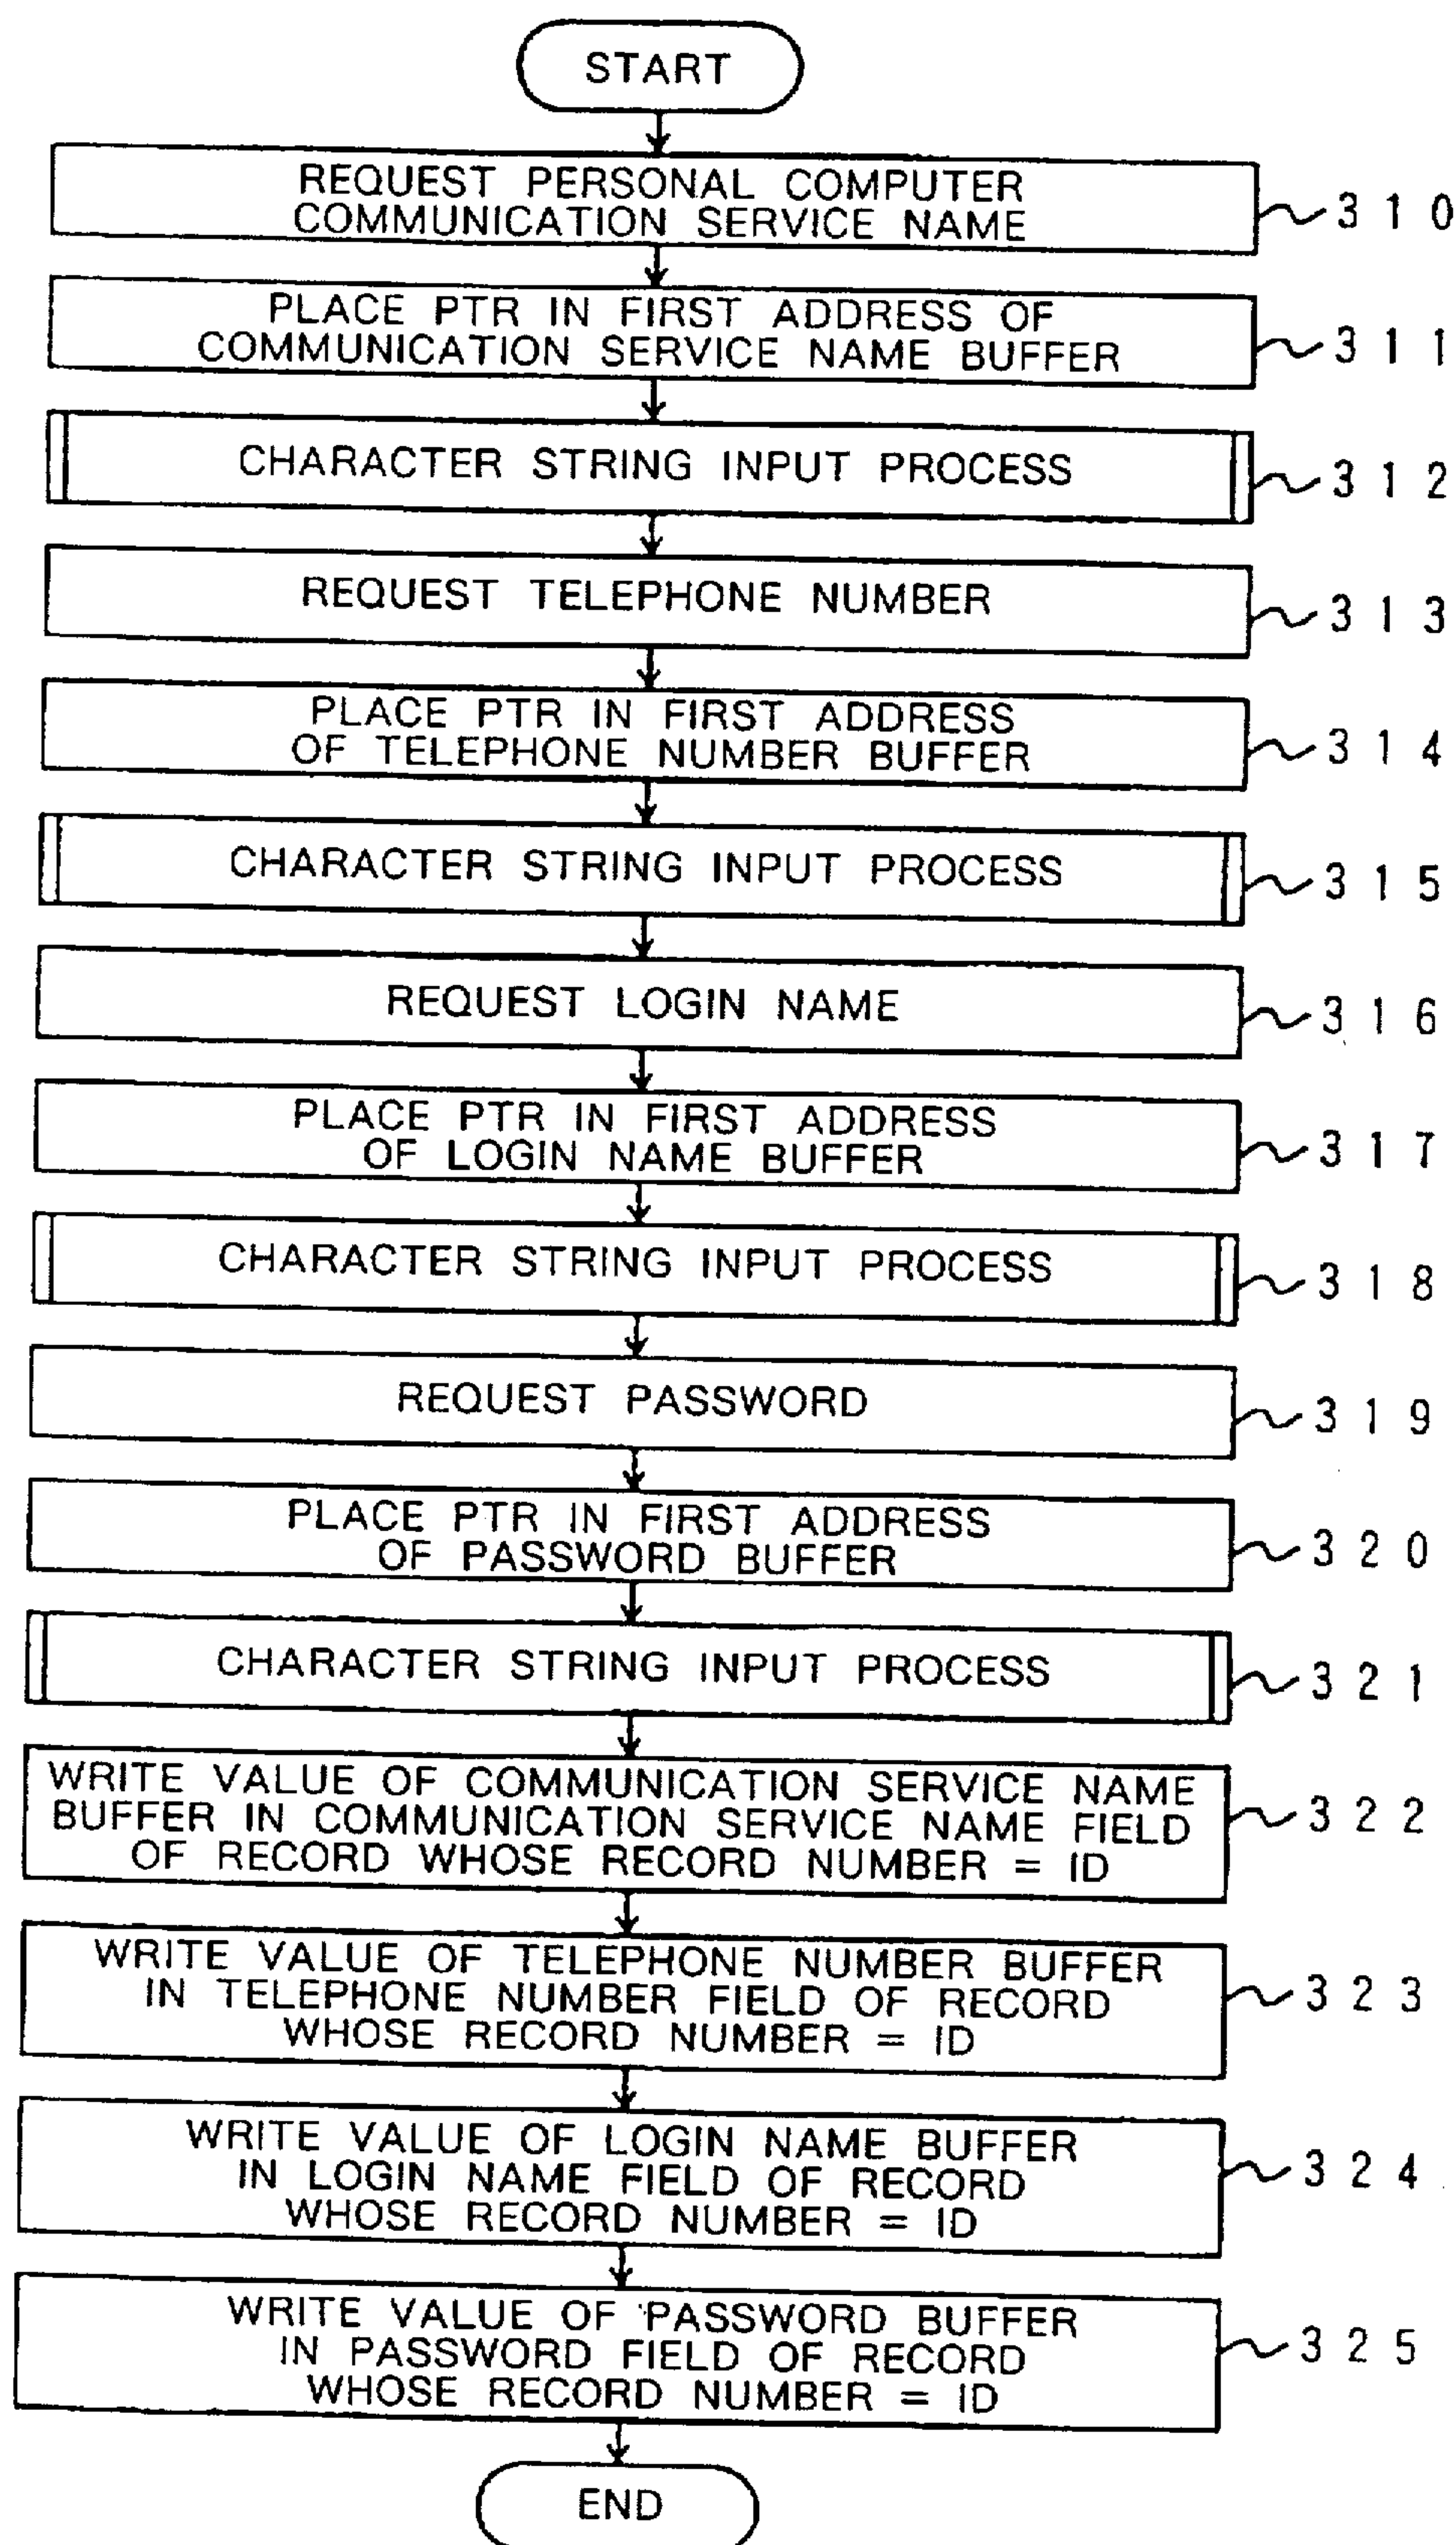 START
REQUEST PERSONAL COMPUTER
COMMUNICATION SERVICE NAME
310
PLACE PTR IN FIRST ADDRESS OF
COMMUNICATION SERVICE NAME BUFFER
311
CHARACTER STRING INPUT PROCESS
312
REQUEST TELEPHONE NUMBER
313
PLACE PTR IN FIRST ADDRESS
OF TELEPHONE NUMBER BUFFER
314
CHARACTER STRING INPUT PROCESS
315
REQUEST LOGIN NAME
316
PLACE PTR IN FIRST ADDRESS
OF LOGIN NAME BUFFER
317
CHARACTER STRING INPUT PROCESS
318
REQUEST PASSWORD
319
PLACE PTR IN FIRST ADDRESS
OF PASSWORD BUFFER
320
CHARACTER STRING INPUT PROCESS
321
WRITE VALUE OF COMMUNICATION SERVICE NAME
BUFFER IN COMMUNICATION SERVICE NAME FIELD
OF RECORD WHOSE RECORD NUMBER = ID
322
WRITE VALUE OF TELEPHONE NUMBER BUFFER
IN TELEPHONE NUMBER FIELD OF RECORD
WHOSE RECORD NUMBER = ID
323
WRITE VALUE OF LOGIN NAME BUFFER
IN LOGIN NAME FIELD OF RECORD
WHOSE RECORD NUMBER = ID
324
WRITE VALUE OF PASSWORD BUFFER
IN PASSWORD FIELD OF RECORD
WHOSE RECORD NUMBER = ID
325
END